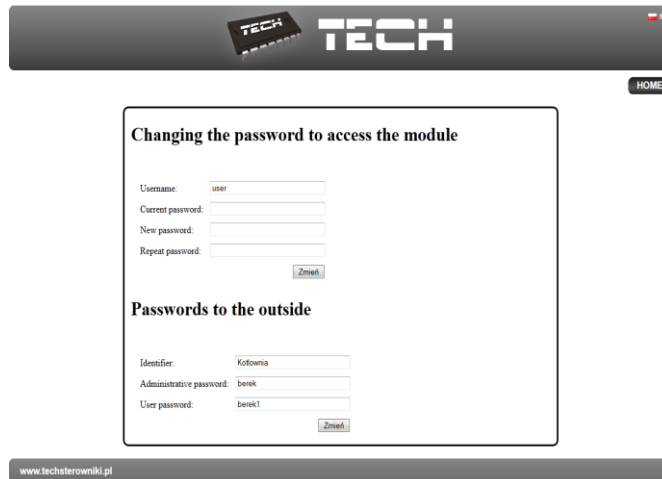 TECH
TECH
HOME
Changing the password to access the module
Username: user
Current password:
New password:
Repeat password:
Zmień
Passwords to the outside
Identifier: Kotłownia
Administrative password: berek
User password: berek1
Zmień
www.techsterowniki.pl